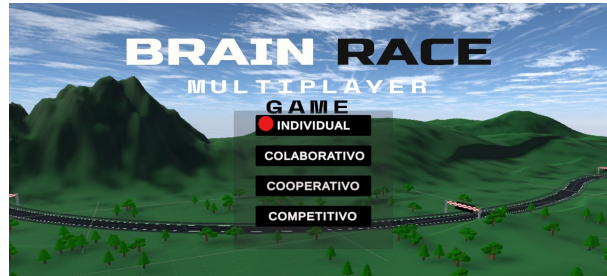 BRAIN RACE
MULTIPLAYER
GAME
INDIVIDUAL
COLABORATIVO
COOPERATIVO
COMPETITIVO